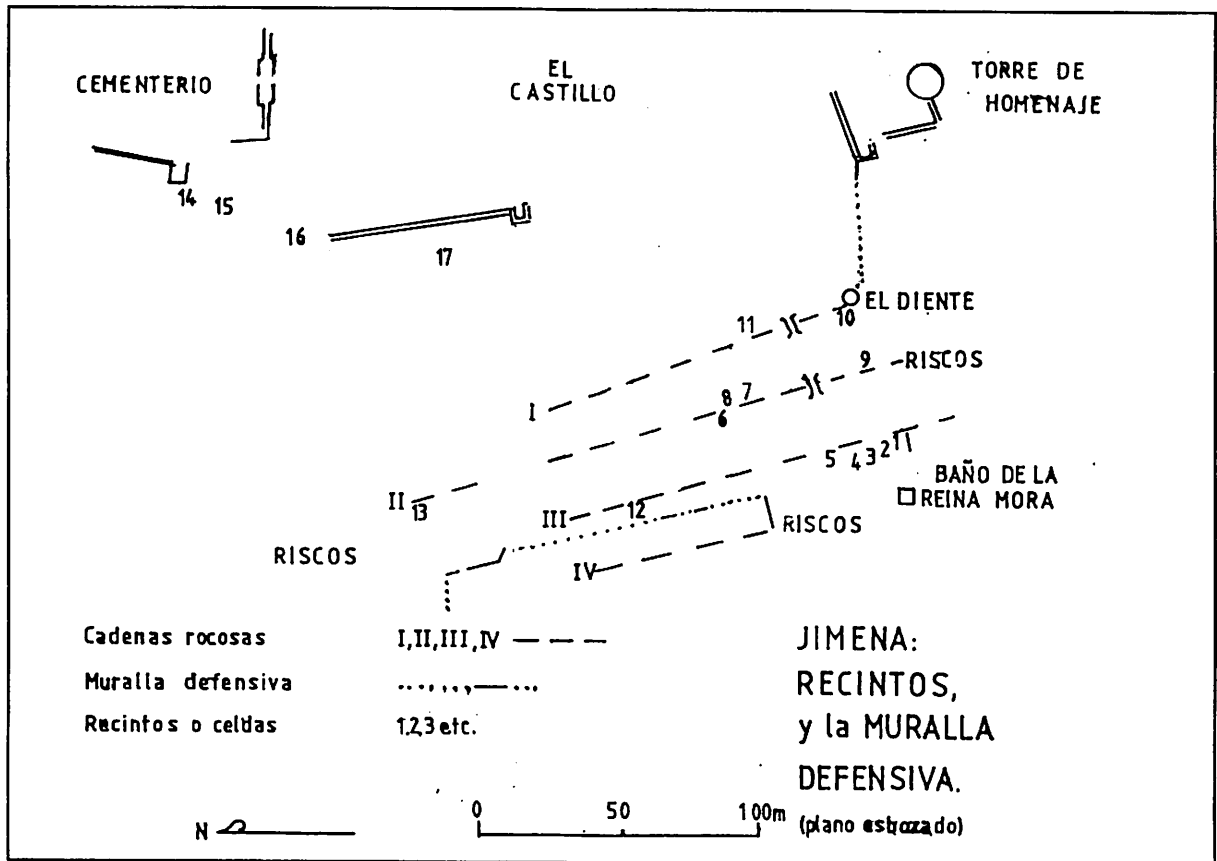 CEMENTERIO
EL
CASTILLO
TORRE DE
HOMENAJE
14
15
16
17
EL DIENTE
10
11
9
RISCOS
I
8
7
6
5
4
3
2
1
BAÑO DE LA
REINA MORA
II
13
III
12
RISCOS
RISCOS
IV
Cadenas rocosas I,II,III,IV
Muralla defensiva
Recintos o celdas 1,2,3 etc.
JIMENA:
RECINTOS,
y la MURALLA
DEFENSIVA.
(plano esbozado)
N
0 50 100m